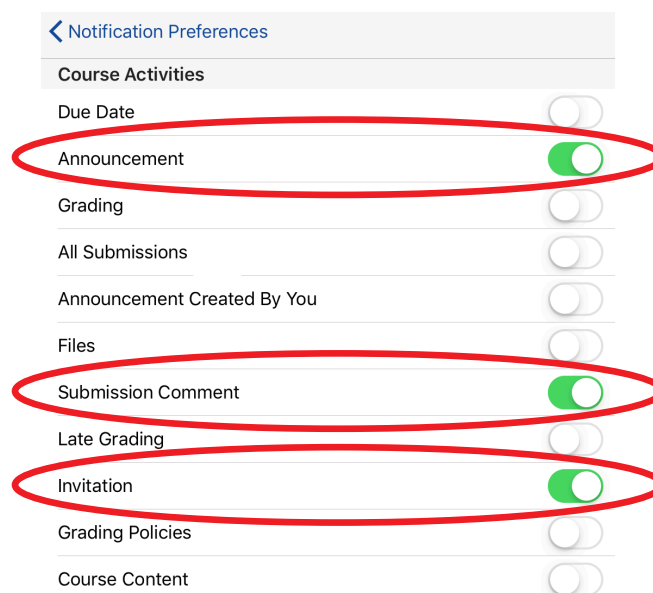 Notification Preferences
Course Activities
Due Date
Announcement
Grading
All Submissions
Announcement Created By You
Files
Submission Comment
Late Grading
Invitation
Grading Policies
Course Content